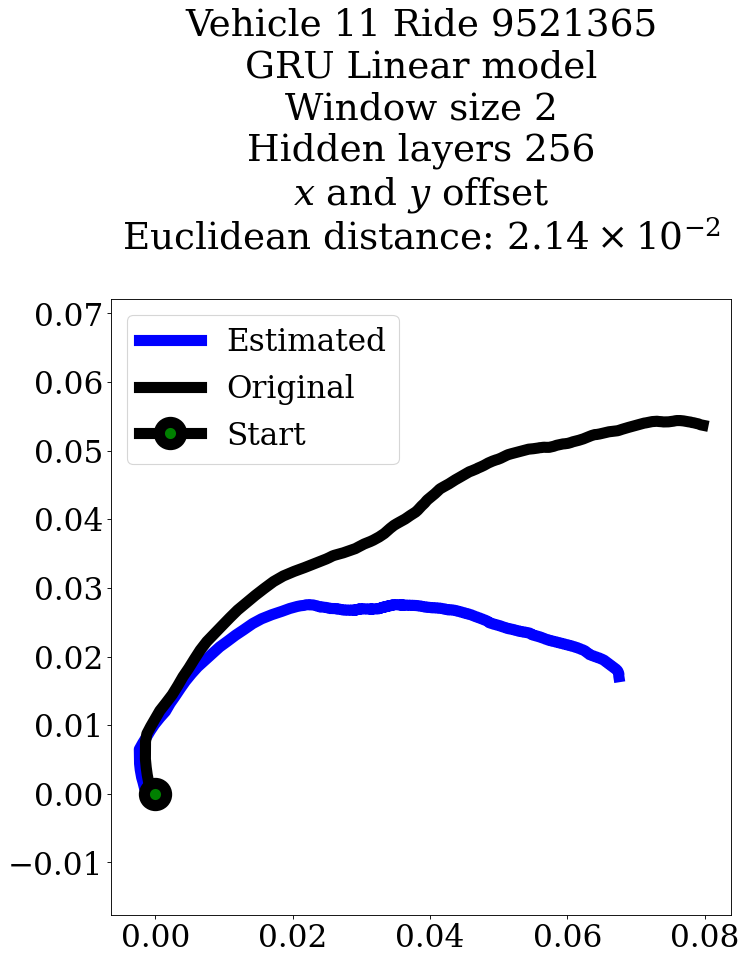 Vehicle 11 Ride 9521365
GRU Linear model
Window size 2
Hidden layers 256
x and y offset
Euclidean distance: 2.14 × 10⁻²
0.07
0.06
0.05
0.04
0.03
0.02
0.01
0.00
−0.01
Estimated
Original
Start
0.00 0.02 0.04 0.06 0.08